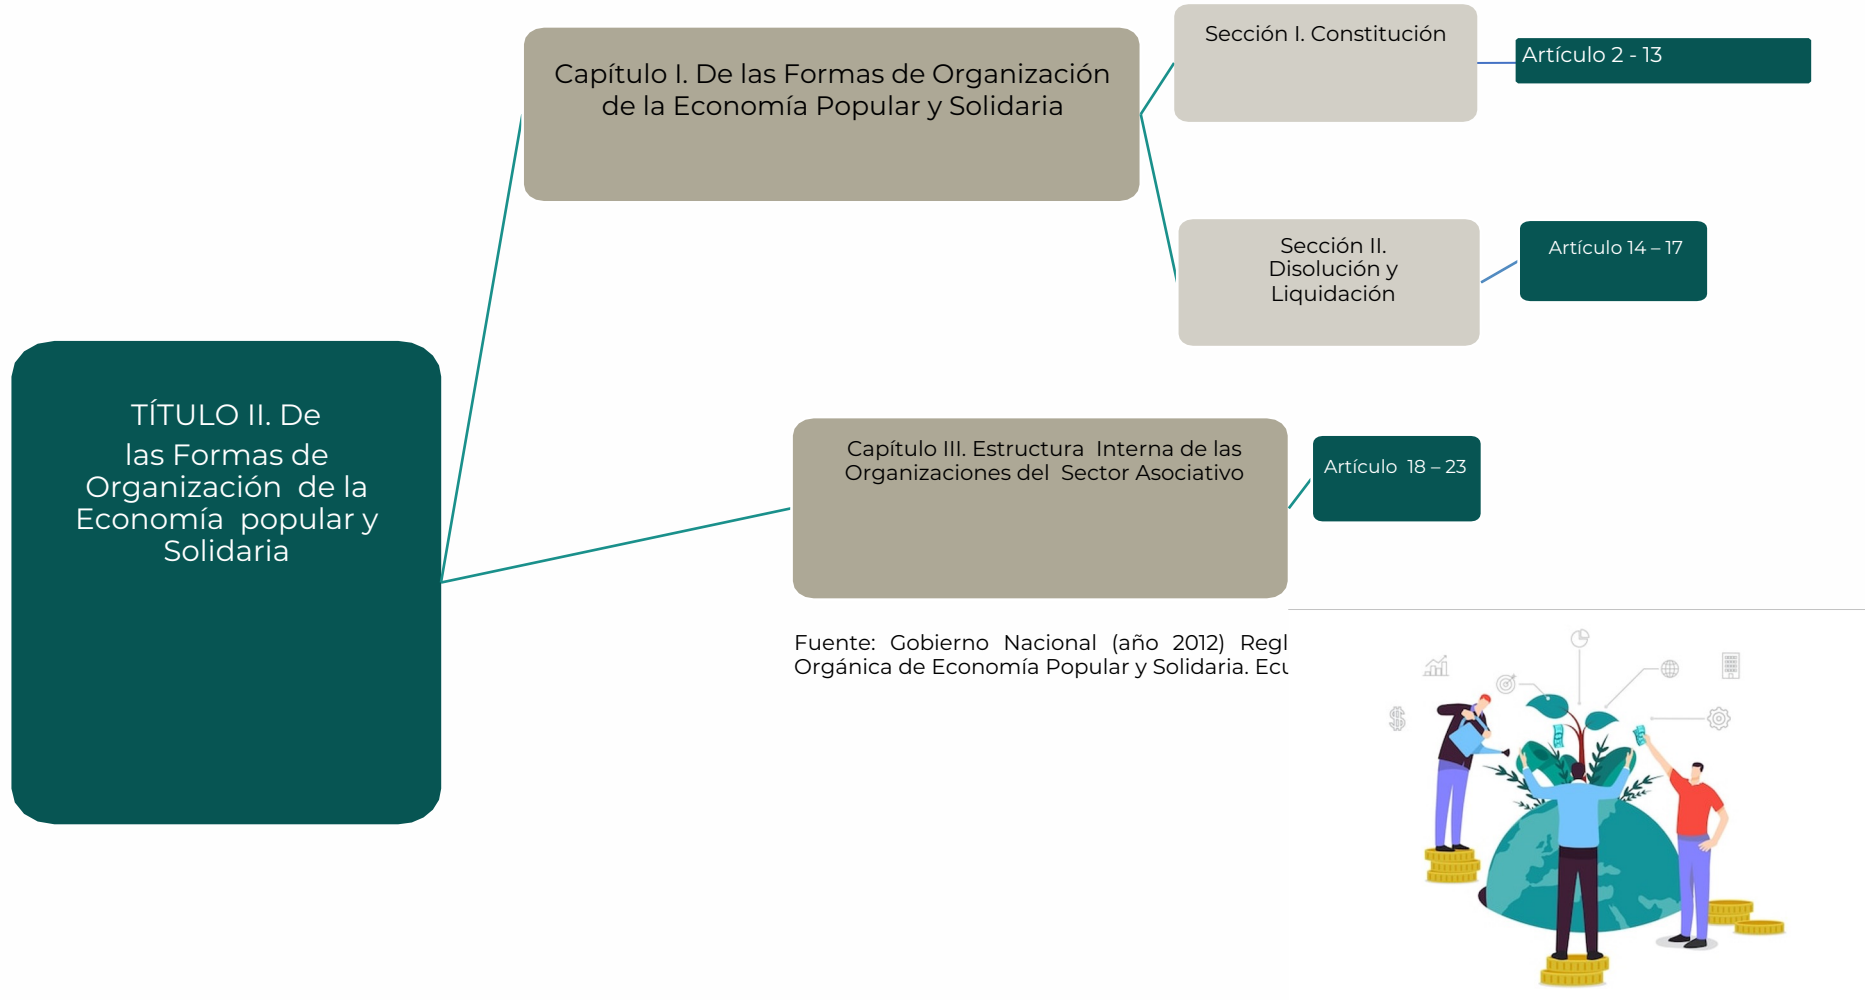 TÍTULO II. De
las Formas de
Organización de la
Economía popular y
Solidaria
Capítulo I. De las Formas de Organización
de la Economía Popular y Solidaria
Sección I. Constitución
Artículo 2 - 13
Sección II.
Disolución y
Liquidación
Artículo 14 – 17
Capítulo III. Estructura Interna de las
Organizaciones del Sector Asociativo
Artículo 18 – 23
Fuente: Gobierno Nacional (año 2012) Regl
Orgánica de Economía Popular y Solidaria. Ecu